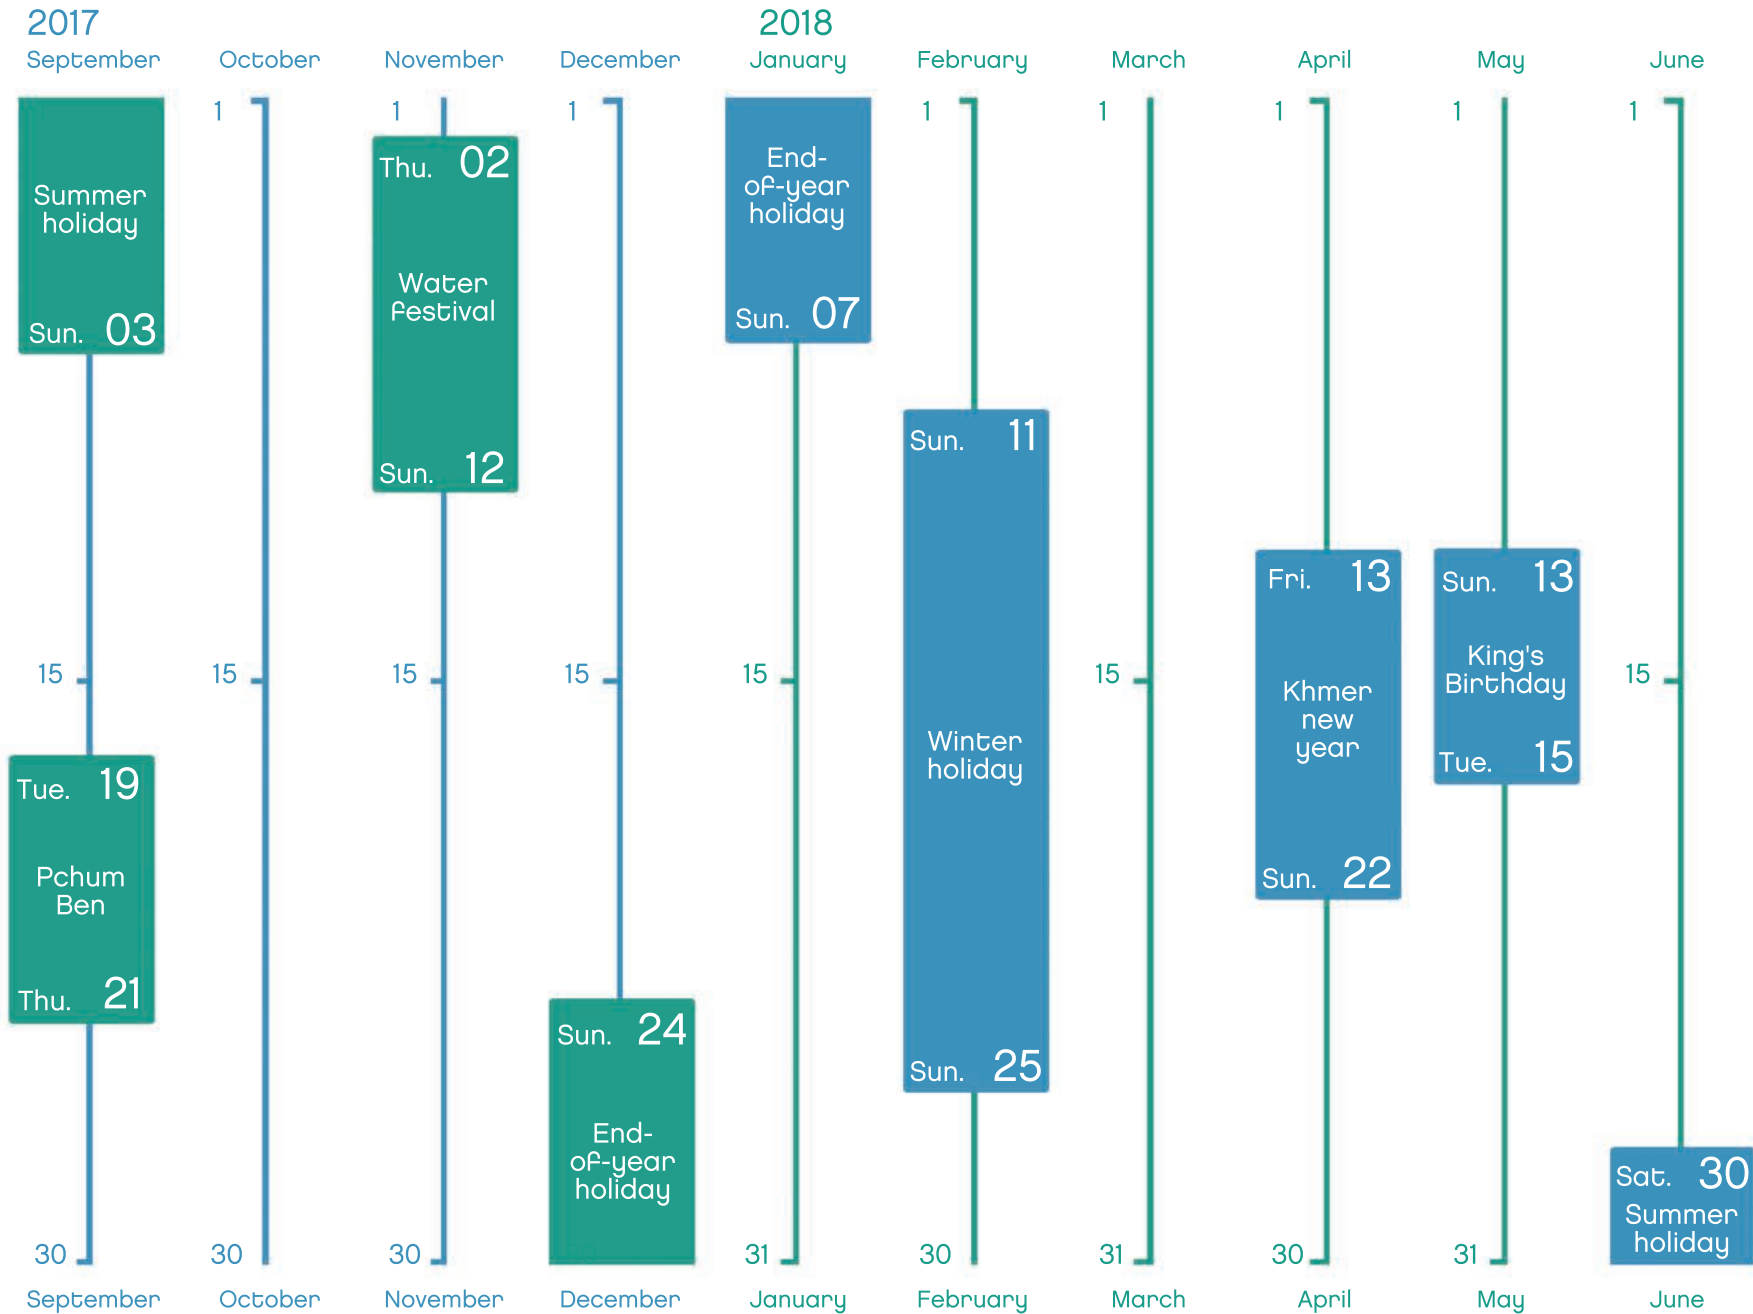 2017
2018
September
October
November
December
January
February
March
April
May
June
1
1
1
1
1
1
1
1
Summer
holiday
Sun. 03
Thu. 02
Water
festival
Sun. 12
End-
of-year
holiday
Sun. 07
Sun. 11
Winter
holiday
Sun. 25
Fri. 13
Khmer
new
year
Sun. 22
Sun. 13
King's
Birthday
Tue. 15
15
15
15
15
15
15
15
Tue. 19
Pchum
Ben
Thu. 21
Sun. 24
End-
of-year
holiday
Sat. 30
Summer
holiday
30
30
30
30
31
30
31
30
31
September
October
November
December
January
February
March
April
May
June